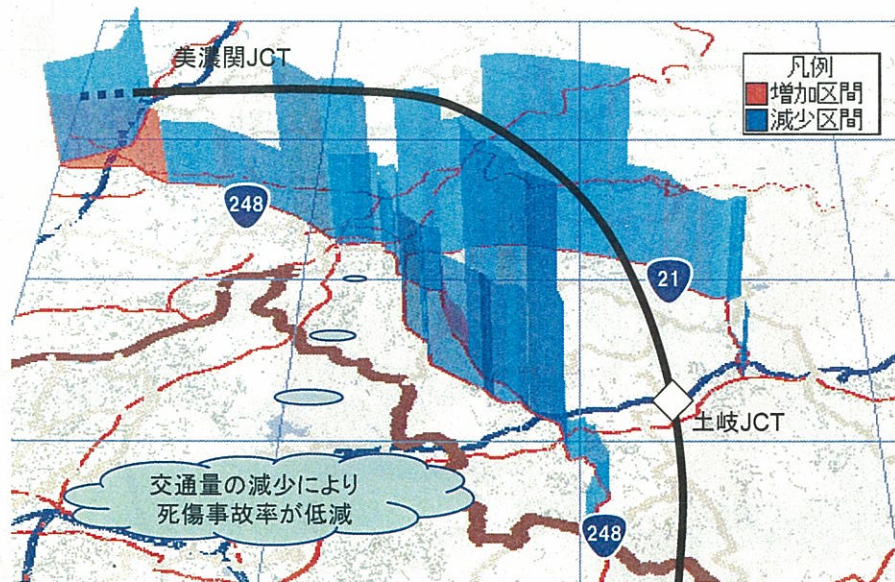 美濃関JCT
凡例
増加区間
減少区間
248
21
土岐JCT
交通量の減少により
死傷事故率が低減
248